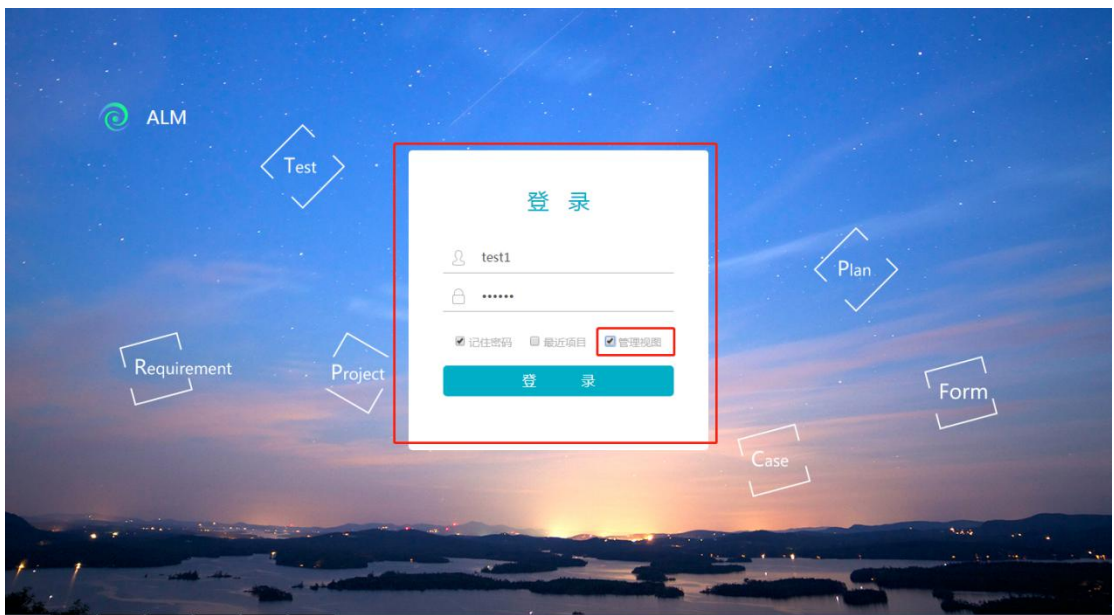 ALM
Test
登 录
test1
••••••
记住密码 最近项目 管理视图
登 录
Plan
Requirement
Project
Form
Case